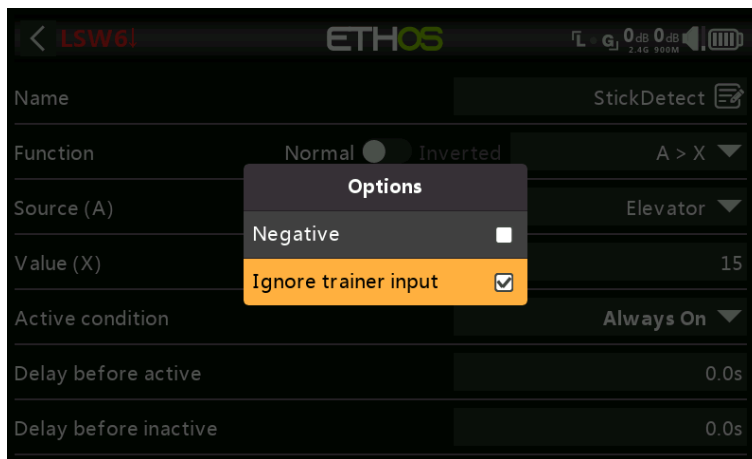 LSW6
ETHOS
L G 0dB 0dB
2.4G 900M
Name StickDetect
Function Normal Inverted A > X
Options
Source (A) Elevator
Negative
Value (X) 15
Ignore trainer input
Active condition Always On
Delay before active 0.0s
Delay before inactive 0.0s